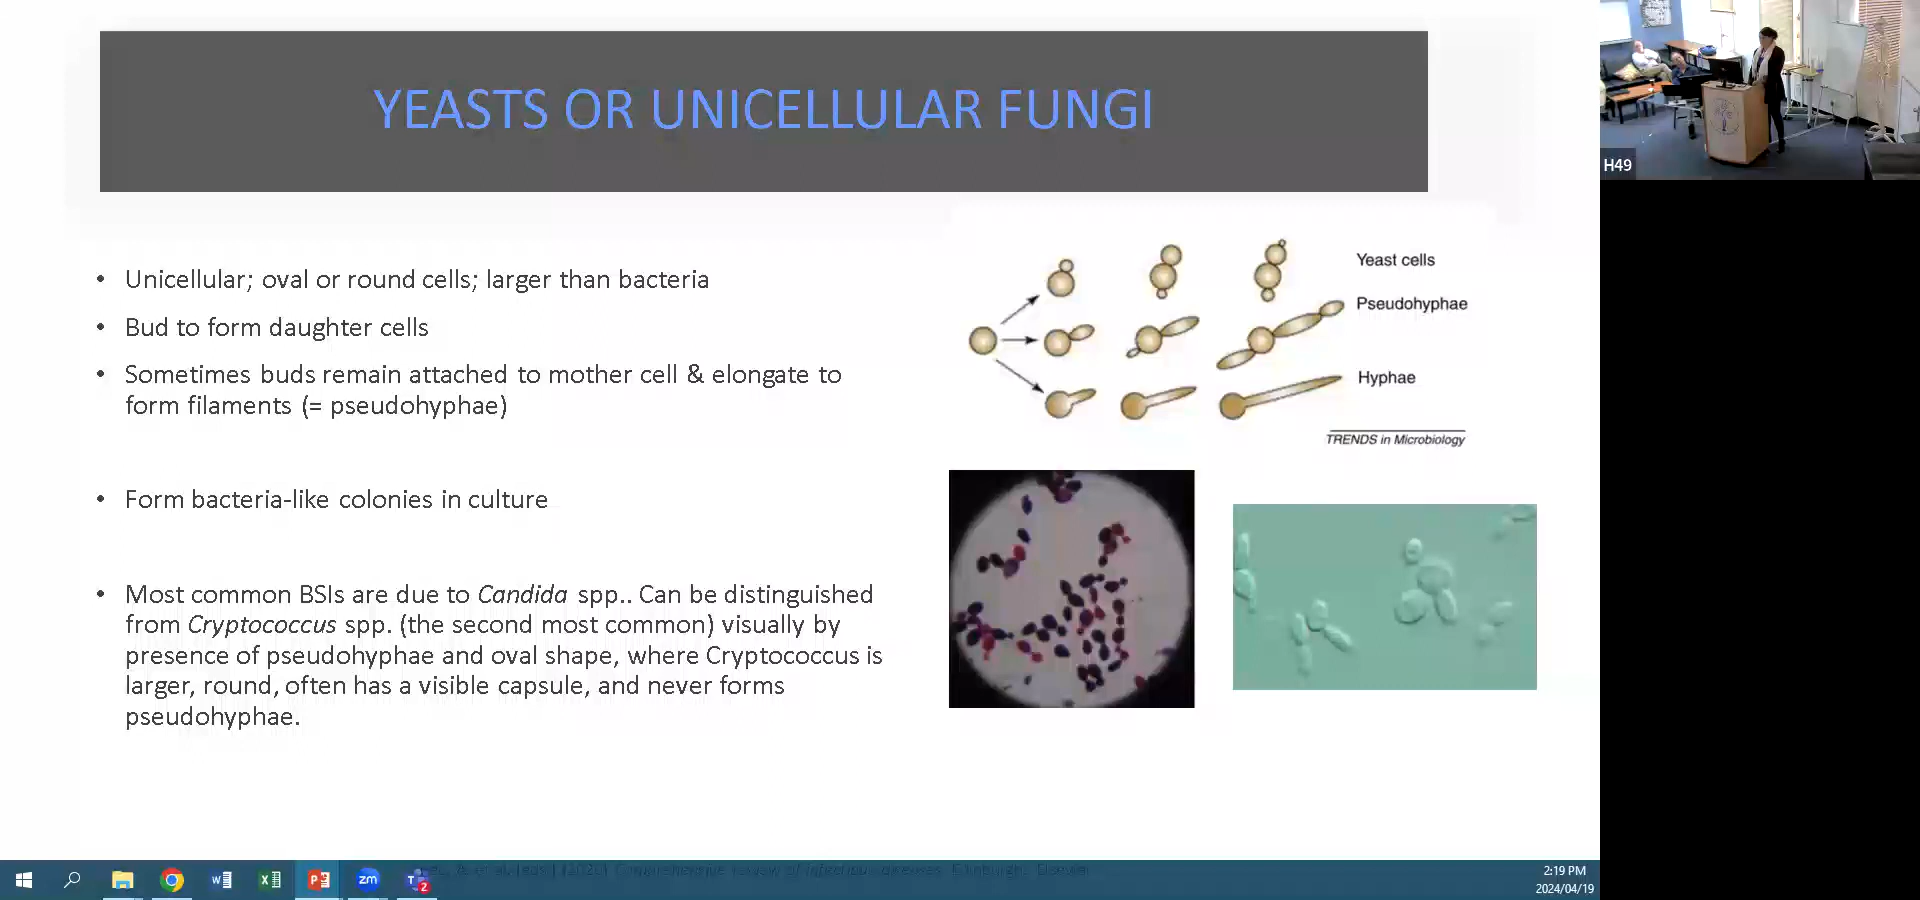 YEASTS OR UNICELLULAR FUNGI
• Unicellular; oval or round cells; larger than bacteria
• Bud to form daughter cells
• Sometimes buds remain attached to mother cell & elongate to
form filaments (= pseudohyphae)
• Form bacteria-like colonies in culture
• Most common BSIs are due to Candida spp.. Can be distinguished
from Cryptococcus spp. (the second most common) visually by
presence of pseudohyphae and oval shape, where Cryptococcus is
larger, round, often has a visible capsule, and never forms
pseudohyphae.
Yeast cells
Pseudohyphae
Hyphae
TRENDS in Microbiology
H49
zm
2
2:19 PM
2024/04/19